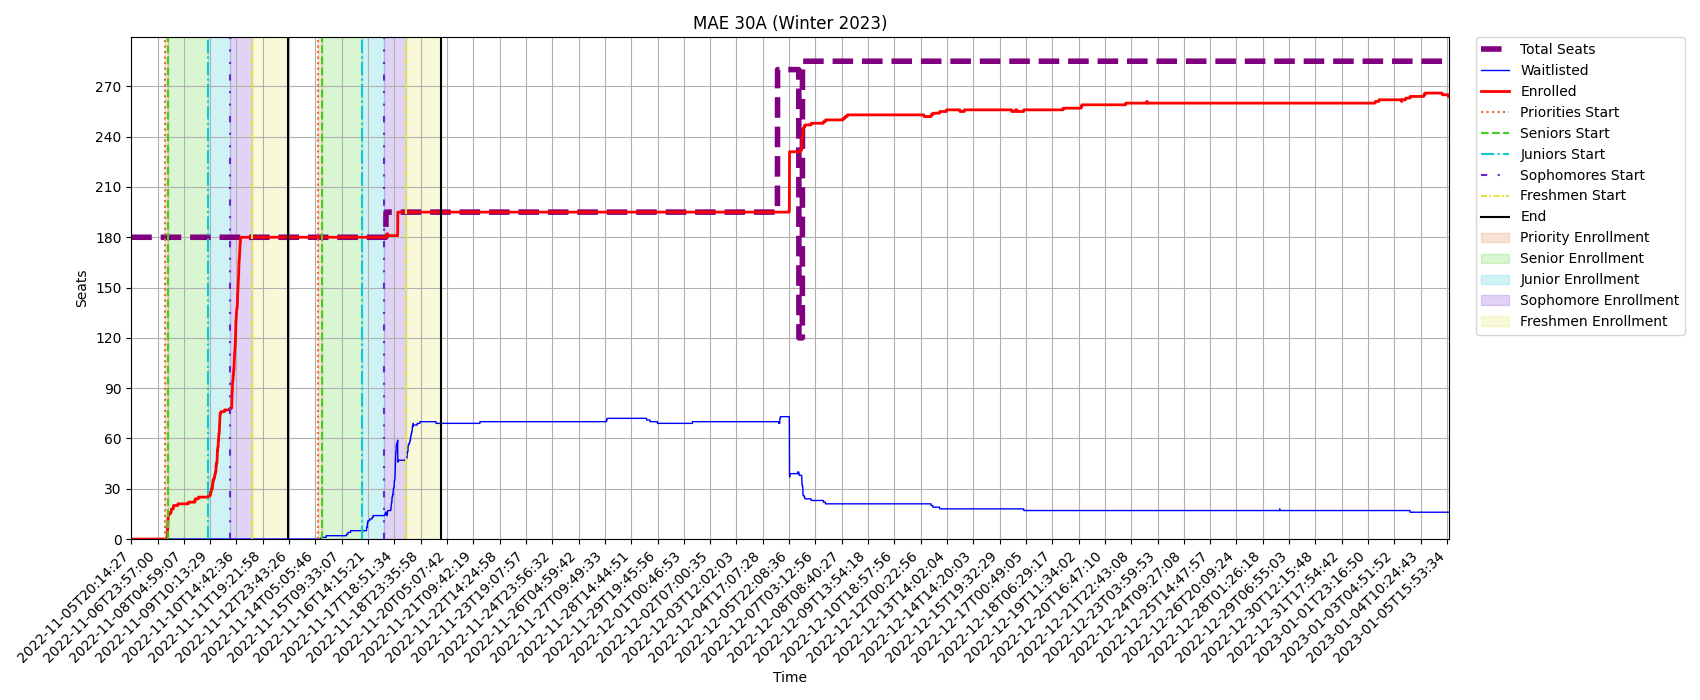 MAE 30A (Winter 2023)
Seats
270
240
210
180
150
120
90
60
30
0
2022-11-05T20:14:27
2022-11-06T23:57:00
2022-11-08T04:59:07
2022-11-09T10:13:29
2022-11-10T14:42:36
2022-11-11T19:21:58
2022-11-12T23:43:26
2022-11-14T05:05:46
2022-11-15T09:33:07
2022-11-16T14:15:21
2022-11-17T18:51:34
2022-11-18T23:35:58
2022-11-20T05:07:42
2022-11-21T09:42:19
2022-11-22T14:24:58
2022-11-23T19:07:57
2022-11-24T23:56:32
2022-11-26T04:59:42
2022-11-27T09:49:33
2022-11-28T14:44:51
2022-11-29T19:45:56
2022-12-01T00:46:53
2022-12-02T07:00:35
2022-12-03T12:02:03
2022-12-04T17:07:28
2022-12-05T22:08:36
2022-12-07T03:12:56
2022-12-08T08:40:27
2022-12-09T13:54:18
2022-12-10T18:57:56
2022-12-12T00:22:56
2022-12-13T14:02:04
2022-12-14T14:20:03
2022-12-15T19:32:29
2022-12-17T00:49:05
2022-12-18T06:29:17
2022-12-19T11:34:02
2022-12-20T16:47:10
2022-12-21T22:43:08
2022-12-23T03:59:53
2022-12-24T09:27:08
2022-12-25T14:47:57
2022-12-26T20:09:24
2022-12-28T01:26:18
2022-12-29T06:55:03
2022-12-30T12:15:48
2022-12-31T17:54:42
2023-01-01T23:16:50
2023-01-03T04:51:52
2023-01-04T10:24:43
2023-01-05T15:53:34
Time
Total Seats
Waitlisted
Enrolled
Priorities Start
Seniors Start
Juniors Start
Sophomores Start
Freshmen Start
End
Priority Enrollment
Senior Enrollment
Junior Enrollment
Sophomore Enrollment
Freshmen Enrollment